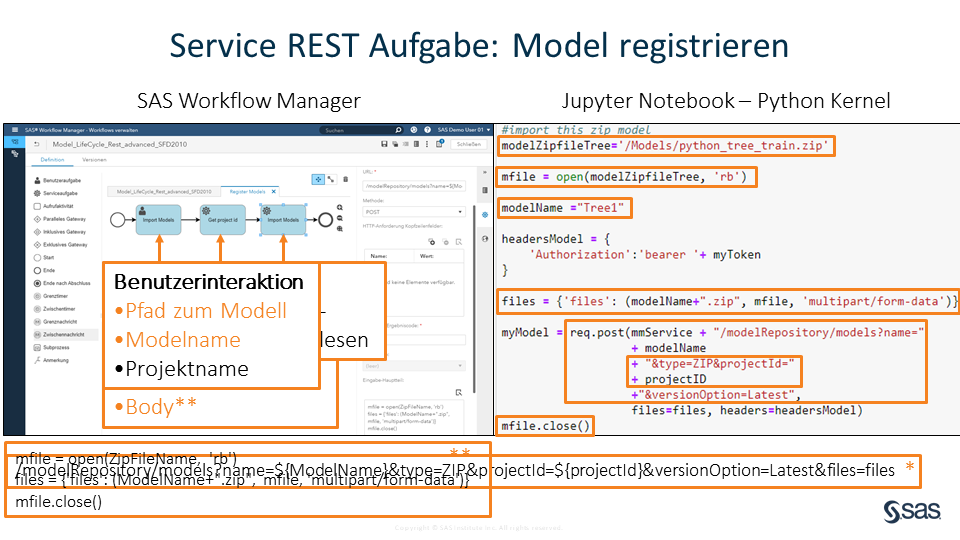 Service REST Aufgabe: Model registrieren
SAS Workflow Manager
Jupyter Notebook – Python Kernel
SAS® Workflow Manager - Workflows verwalten
Suchen
SAS Demo User 01
Model_LifeCycle_Rest_advanced_SFD2010
Schließen
Definition
Versionen
Benutzeraufgabe
Serviceaufgabe
Aufrufaktivität
Paralleles Gateway
Inklusives Gateway
Exklusives Gateway
Start
Ende
Ende nach Abschluss
Grenztimer
Zwischentimer
Grenznachricht
Zwischennachricht
Subprozess
Anmerkung
Model_LifeCycle_Rest_advanced_SFD2010
Register Models
Import Models
Get project id
Import Models
URL:*
/modelRepository/models?name=${Mo
Methode:
POST
HTTP-Anforderung Kopfzeilenfelder:
Name:
Wert:
Eingabe-Hauptteil:
mfile = open(ZipFileName, 'rb')
files = {'files': (ModelName+".zip",
mfile, 'multipart/form-data')}
mfile.close()
Benutzerinteraktion
•Pfad zum Modell
•Modelname
•Projektname
lesen
•Body**
#import this zip model
modelZipfileTree='/Models/python_tree_train.zip'
mfile = open(modelZipfileTree, 'rb')
modelName ="Tree1"
headersModel = {
'Authorization':'bearer '+ myToken
}
files = {'files': (modelName+".zip", mfile, 'multipart/form-data')}
myModel = req.post(mmService + "/modelRepository/models?name="
+ modelName
+ "&type=ZIP&projectId="
+ projectID
+"&versionOption=Latest",
files=files, headers=headersModel)
mfile.close()
mfile = open(ZipFileName, 'rb')
**
/modelRepository/models?name=${ModelName}&type=ZIP&projectId=${projectId}&versionOption=Latest&files=files *
files = {'files': (ModelName+".zip", mfile, 'multipart/form-data')}
mfile.close()
sas
Copyright © SAS Institute Inc. All rights reserved.